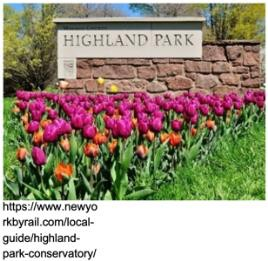 HIGHLAND PARK
https://www.newyo
rkbyrail.com/local-
guide/highland-
park-conservatory/